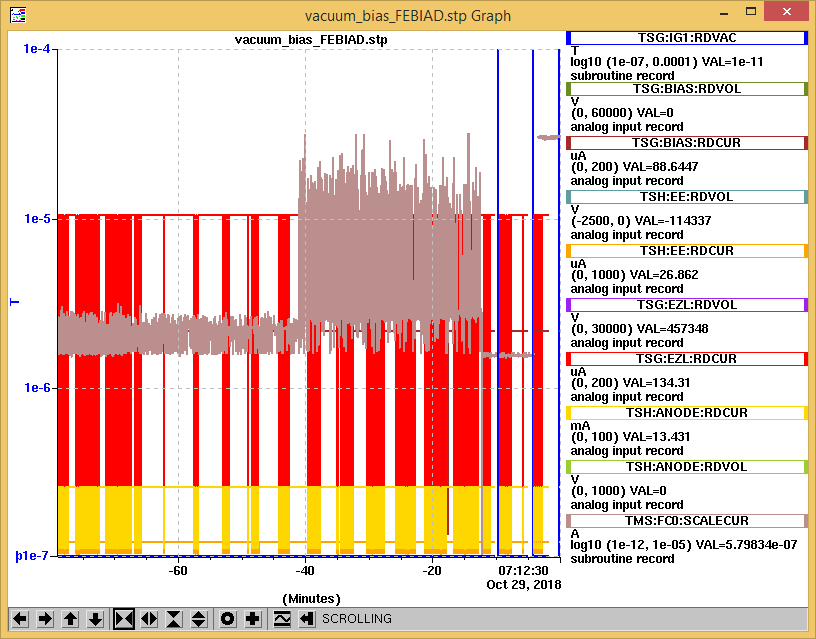 vacuum_bias_FEBIAD.stp Graph
vacuum_bias_FEBIAD.stp
1e-4
1e-5
T
1e-6
1e-7
-60
-40
-20
07:12:30
Oct 29, 2018
(Minutes)
TSG:IG1:RDVAC
T
log10 (1e-07, 0.0001) VAL=1e-11
subroutine record
TSG:BIAS:RDVOL
V
(0, 60000) VAL=0
analog input record
TSG:BIAS:RDCUR
uA
(0, 200) VAL=88.6447
analog input record
TSH:EE:RDVOL
V
(-2500, 0) VAL=-114337
analog input record
TSH:EE:RDCUR
uA
(0, 1000) VAL=26.862
analog input record
TSG:EZL:RDVOL
V
(0, 30000) VAL=457348
analog input record
TSG:EZL:RDCUR
uA
(0, 200) VAL=134.31
analog input record
TSH:ANODE:RDCUR
mA
(0, 100) VAL=13.431
analog input record
TSH:ANODE:RDVOL
V
(0, 1000) VAL=0
analog input record
TMS:FC0:SCALECUR
A
log10 (1e-12, 1e-05) VAL=5.79834e-07
subroutine record
SCROLLING